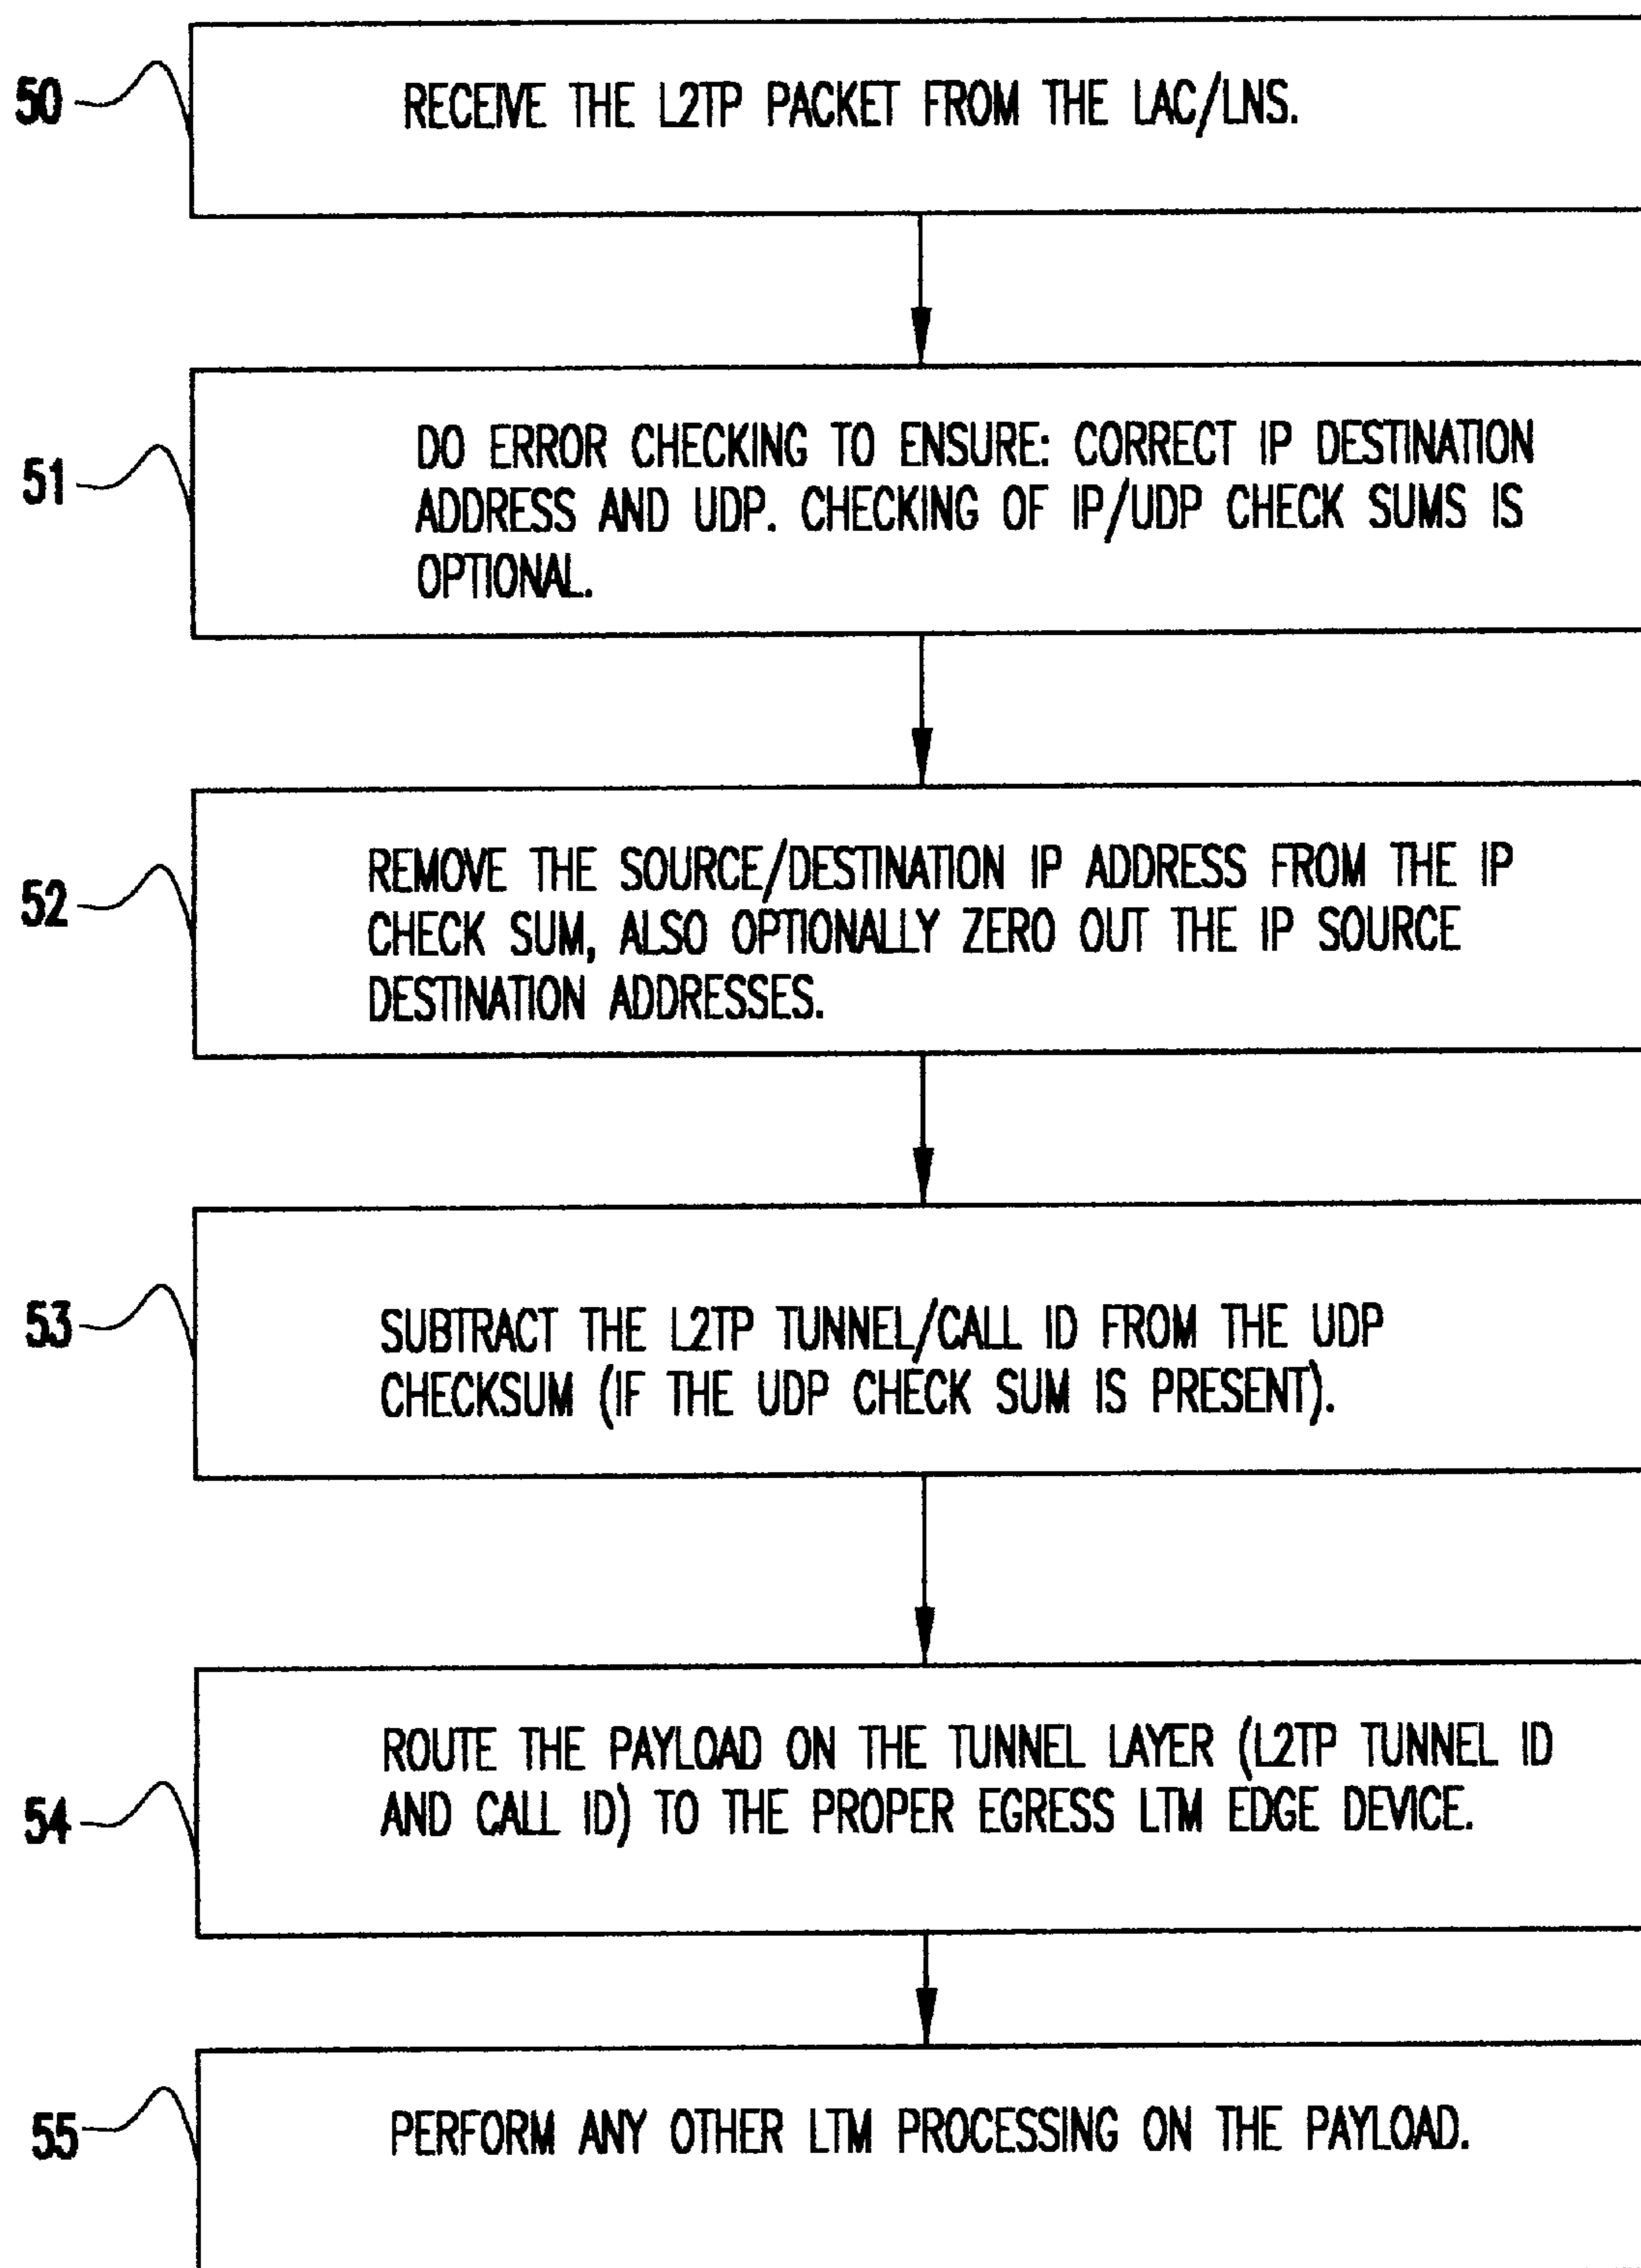 50
RECEIVE THE L2TP PACKET FROM THE LAC/LNS.
51
DO ERROR CHECKING TO ENSURE: CORRECT IP DESTINATION
ADDRESS AND UDP. CHECKING OF IP/UDP CHECK SUMS IS
OPTIONAL.
52
REMOVE THE SOURCE/DESTINATION IP ADDRESS FROM THE IP
CHECK SUM, ALSO OPTIONALLY ZERO OUT THE IP SOURCE
DESTINATION ADDRESSES.
53
SUBTRACT THE L2TP TUNNEL/CALL ID FROM THE UDP
CHECKSUM (IF THE UDP CHECK SUM IS PRESENT).
54
ROUTE THE PAYLOAD ON THE TUNNEL LAYER (L2TP TUNNEL ID
AND CALL ID) TO THE PROPER EGRESS LTM EDGE DEVICE.
55
PERFORM ANY OTHER LTM PROCESSING ON THE PAYLOAD.